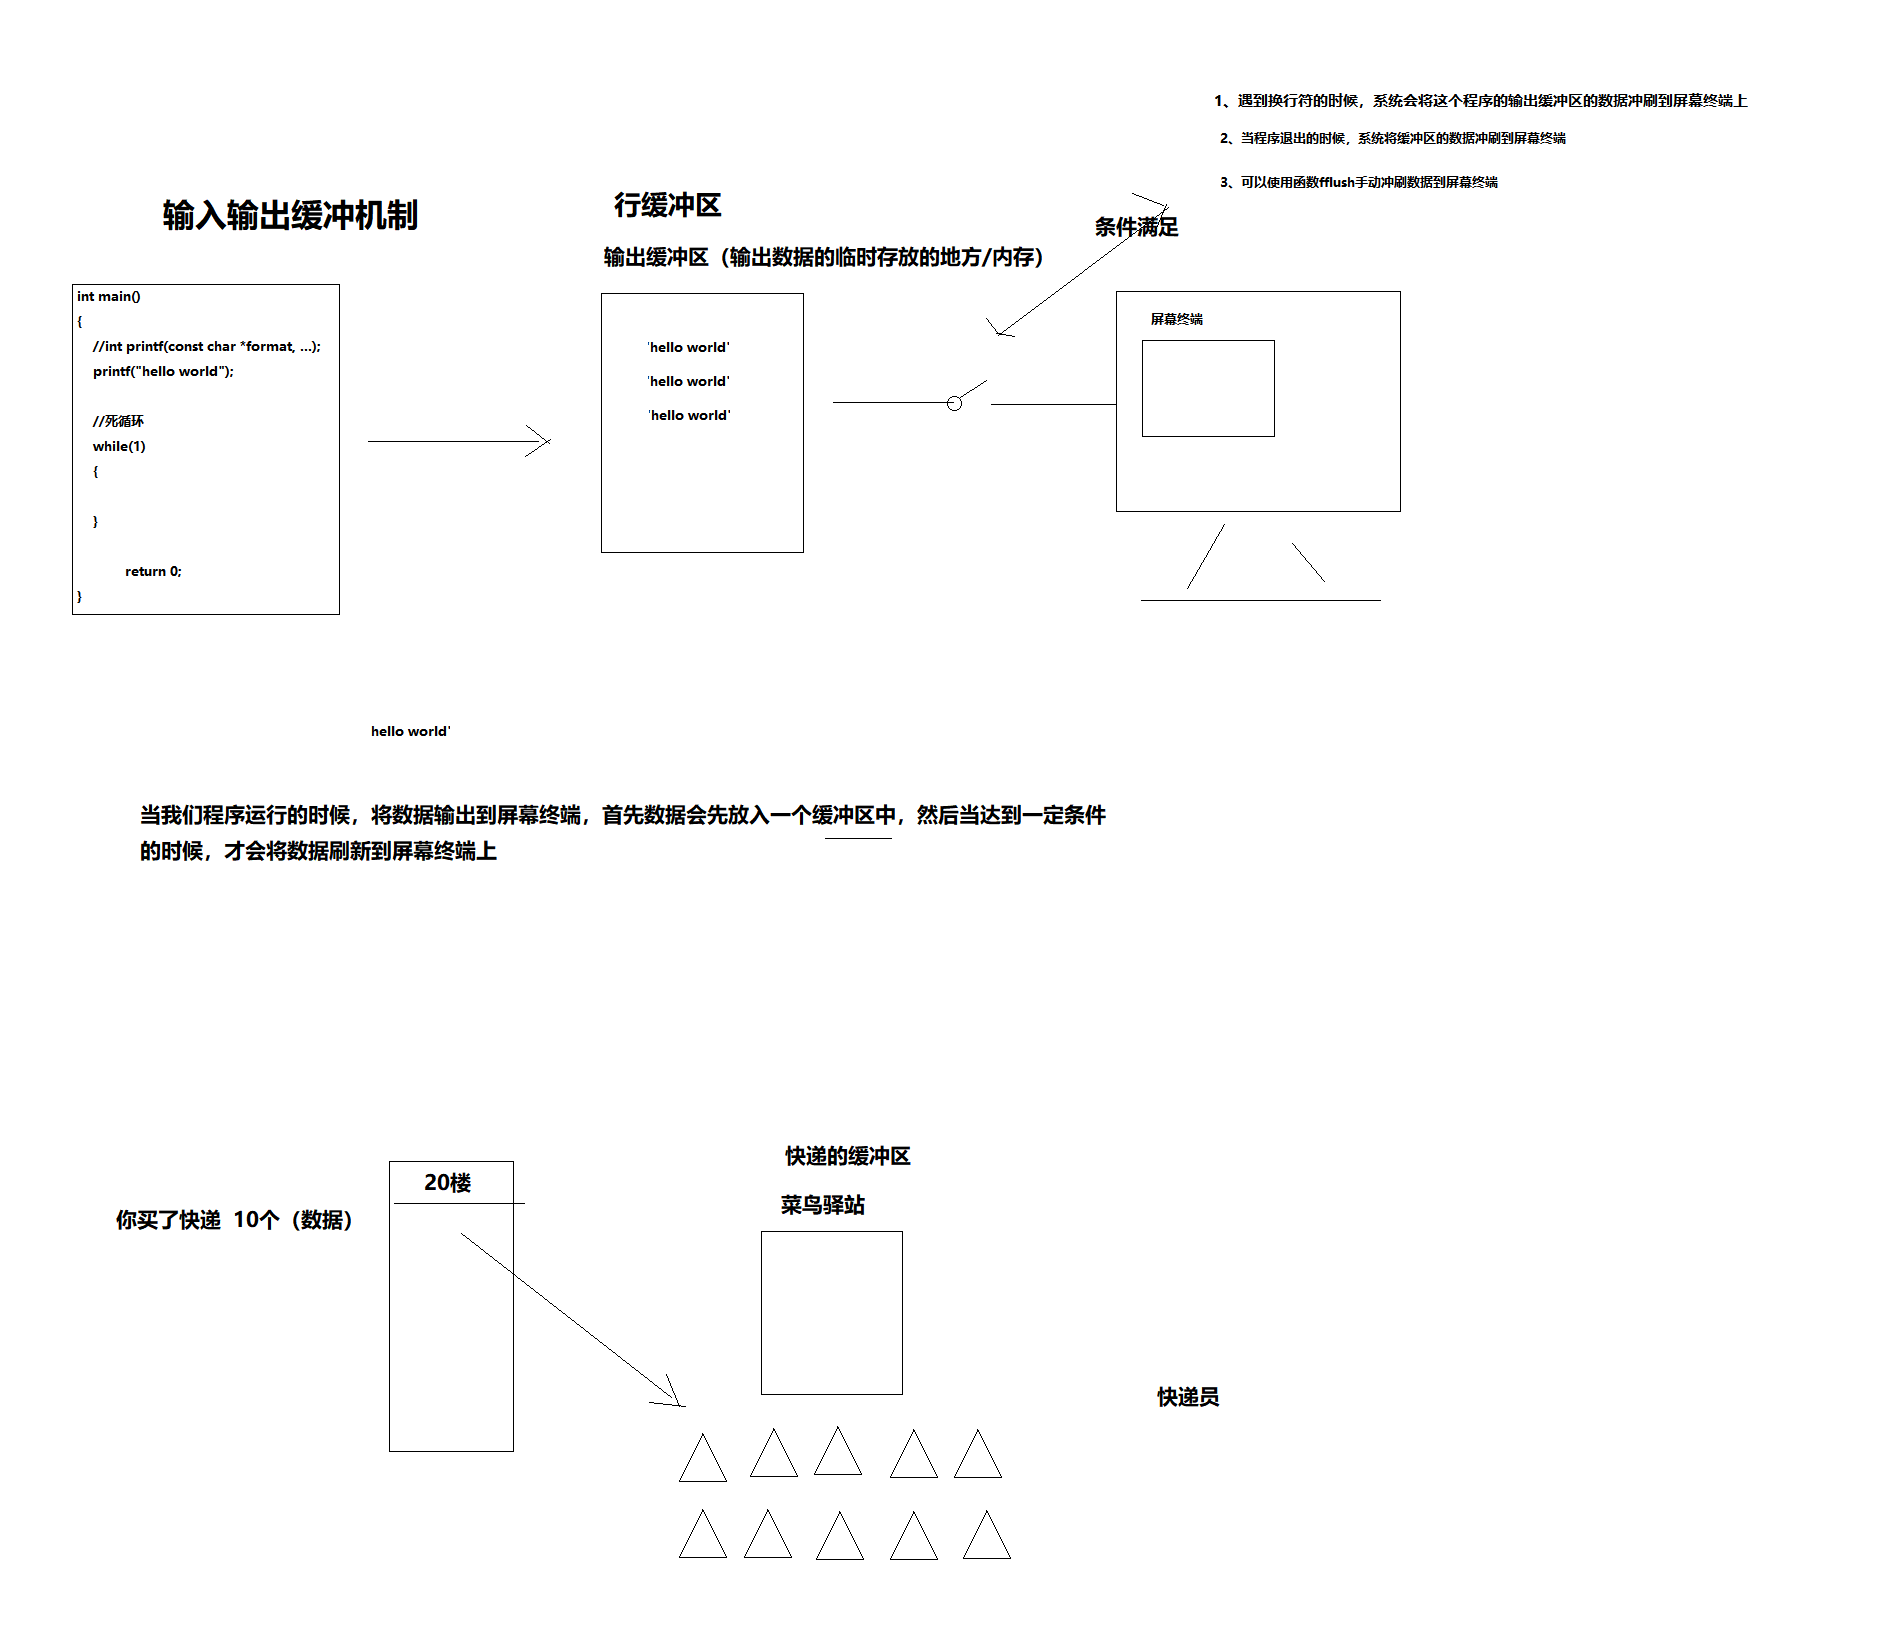 1、遇到换行符的时候，系统会将这个程序的输出缓冲区的数据冲刷到屏幕终端上
2、当程序退出的时候，系统将缓冲区的数据冲刷到屏幕终端
3、可以使用函数fflush手动冲刷数据到屏幕终端
输入输出缓冲机制
行缓冲区
条件满足
输出缓冲区（输出数据的临时存放的地方/内存）
int main()
{
//int printf(const char *format, ...);
printf("hello world");
//死循环
while(1)
{
}
return 0;
}
'hello world'
'hello world'
'hello world'
屏幕终端
hello world'
当我们程序运行的时候，将数据输出到屏幕终端，首先数据会先放入一个缓冲区中，然后当达到一定条件
的时候，才会将数据刷新到屏幕终端上
快递的缓冲区
20楼
菜鸟驿站
你买了快递 10个（数据）
快递员